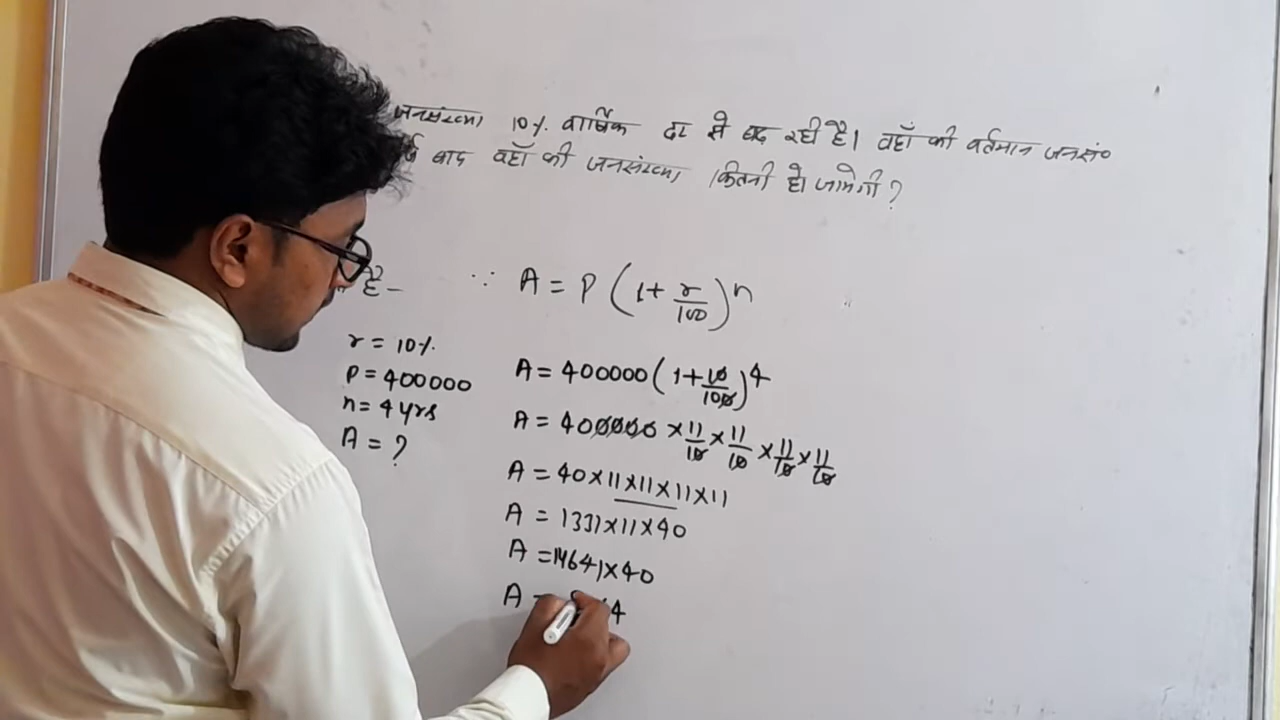 जनसंख्या 10% वार्षिक दर से बढ़ रही है। वहाँ की वर्तमान जनसं०
बाद वहाँ की जनसंख्या कितनी हो जायेगी ?
है – ∵ A = P ( 1 + r/100 )^n
r = 10%
P = 400000
n = 4 yrs
A = ?
A = 400000 ( 1 + 10/100 )^4
A = 400000 × 11/10 × 11/10 × 11/10 × 11/10
A = 40 × 11 × 11 × 11 × 11
A = 1331 × 11 × 40
A = 14641 × 40
A = 4